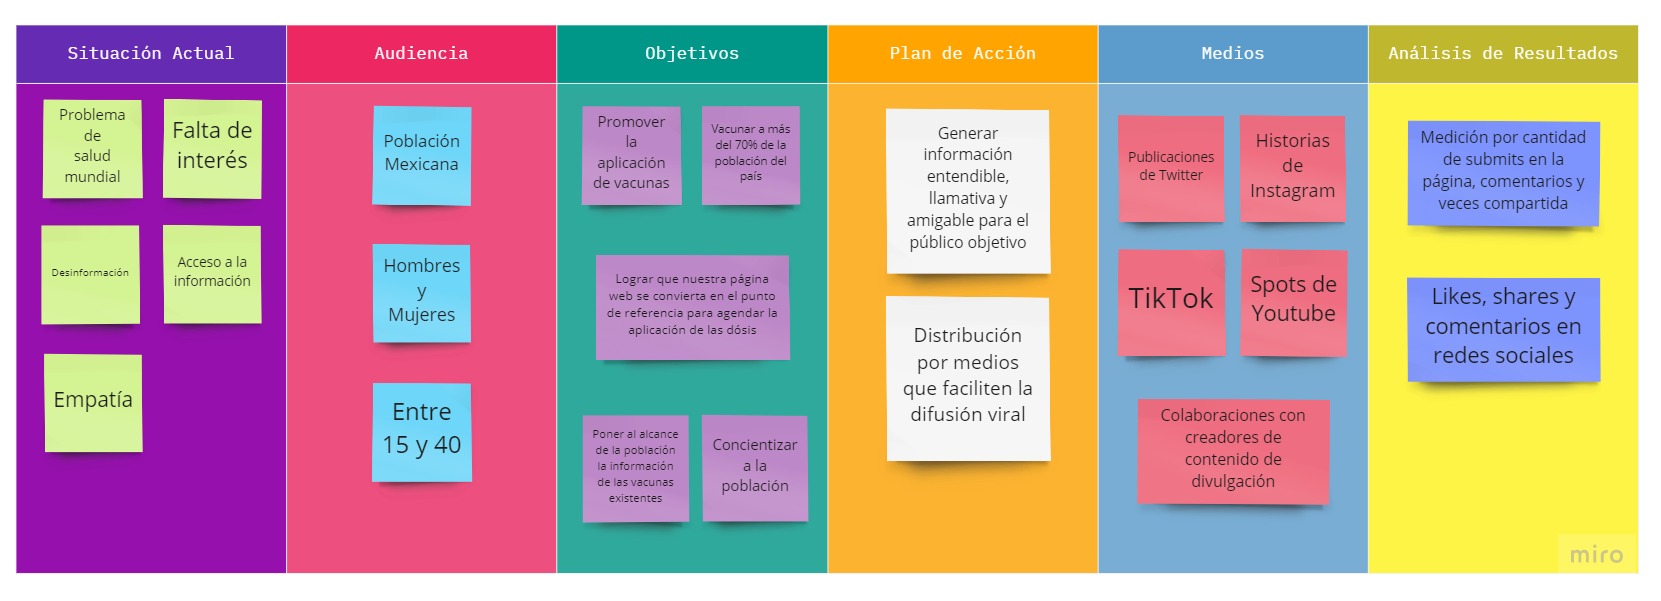 Situación Actual
Audiencia
Objetivos
Plan de Acción
Medios
Análisis de Resultados
Problema
de
salud
mundial
Falta de
interés
Desinformación
Acceso a la
información
Empatía
Población
Mexicana
Hombres
y
Mujeres
Entre
15 y 40
Promover
la
aplicación
de vacunas
Vacunar a más
del 70% de la
población del
país
Lograr que nuestra página
web se convierta en el punto
de referencia para agendar la
aplicación de las dósis
Poner al alcance
de la población
la información
de las vacunas
existentes
Concientizar
a la
población
Generar
información
entendible,
llamativa y
amigable para el
público objetivo
Distribución
por medios
que faciliten la
difusión viral
Publicaciones
de Twitter
Historias
de
Instagram
TikTok
Spots de
Youtube
Colaboraciones con
creadores de
contenido de
divulgación
Medición por cantidad
de submits en la
página, comentarios y
veces compartida
Likes, shares y
comentarios en
redes sociales
miro